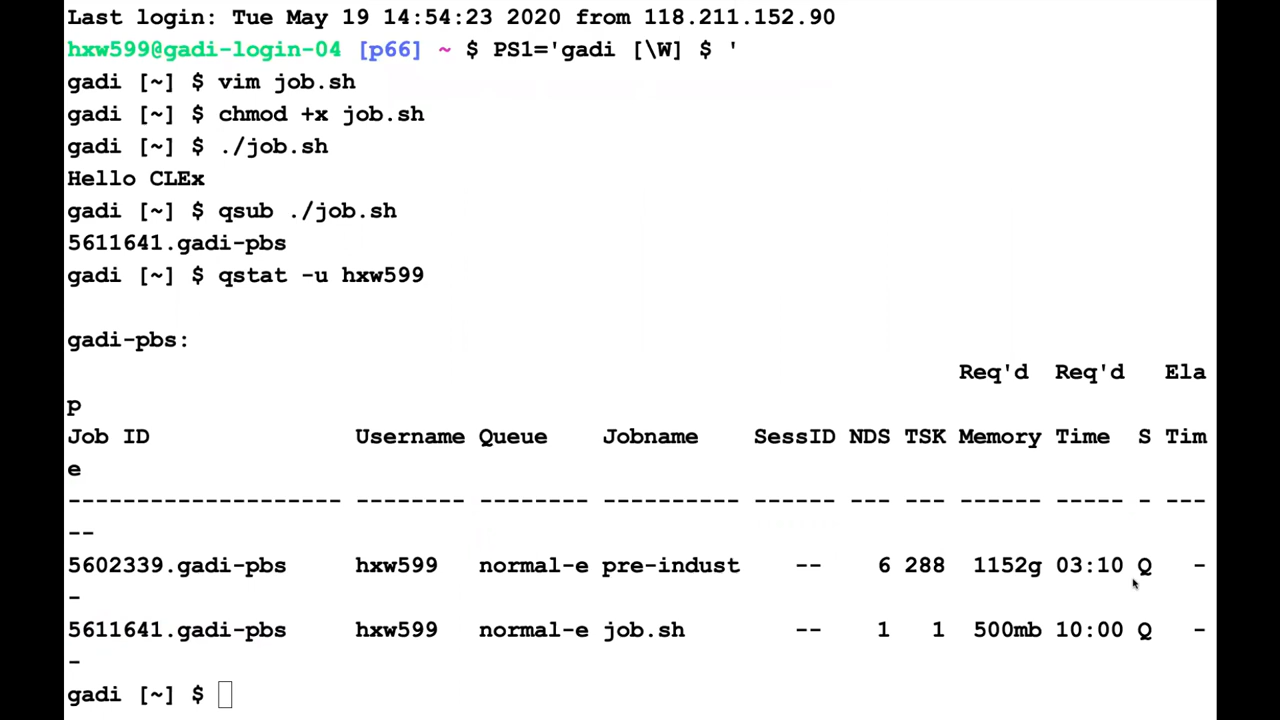 Last login: Tue May 19 14:54:23 2020 from 118.211.152.90
hxw599@gadi-login-04 [p66] ~ $ PS1='gadi [\W] $ '
gadi [~] $ vim job.sh
gadi [~] $ chmod +x job.sh
gadi [~] $ ./job.sh
Hello CLEx
gadi [~] $ qsub ./job.sh
5611641.gadi-pbs
gadi [~] $ qstat -u hxw599

gadi-pbs:
                                                                 Req'd  Req'd   Ela
p
Job ID               Username Queue    Jobname    SessID NDS TSK Memory Time  S Tim
e
-------------------- -------- -------- ---------- ------ --- --- ------ ----- - ---
--
5602339.gadi-pbs     hxw599   normal-e pre-indust    --    6 288  1152g 03:10 Q   -
-
5611641.gadi-pbs     hxw599   normal-e job.sh        --    1   1  500mb 10:00 Q   -
-
gadi [~] $